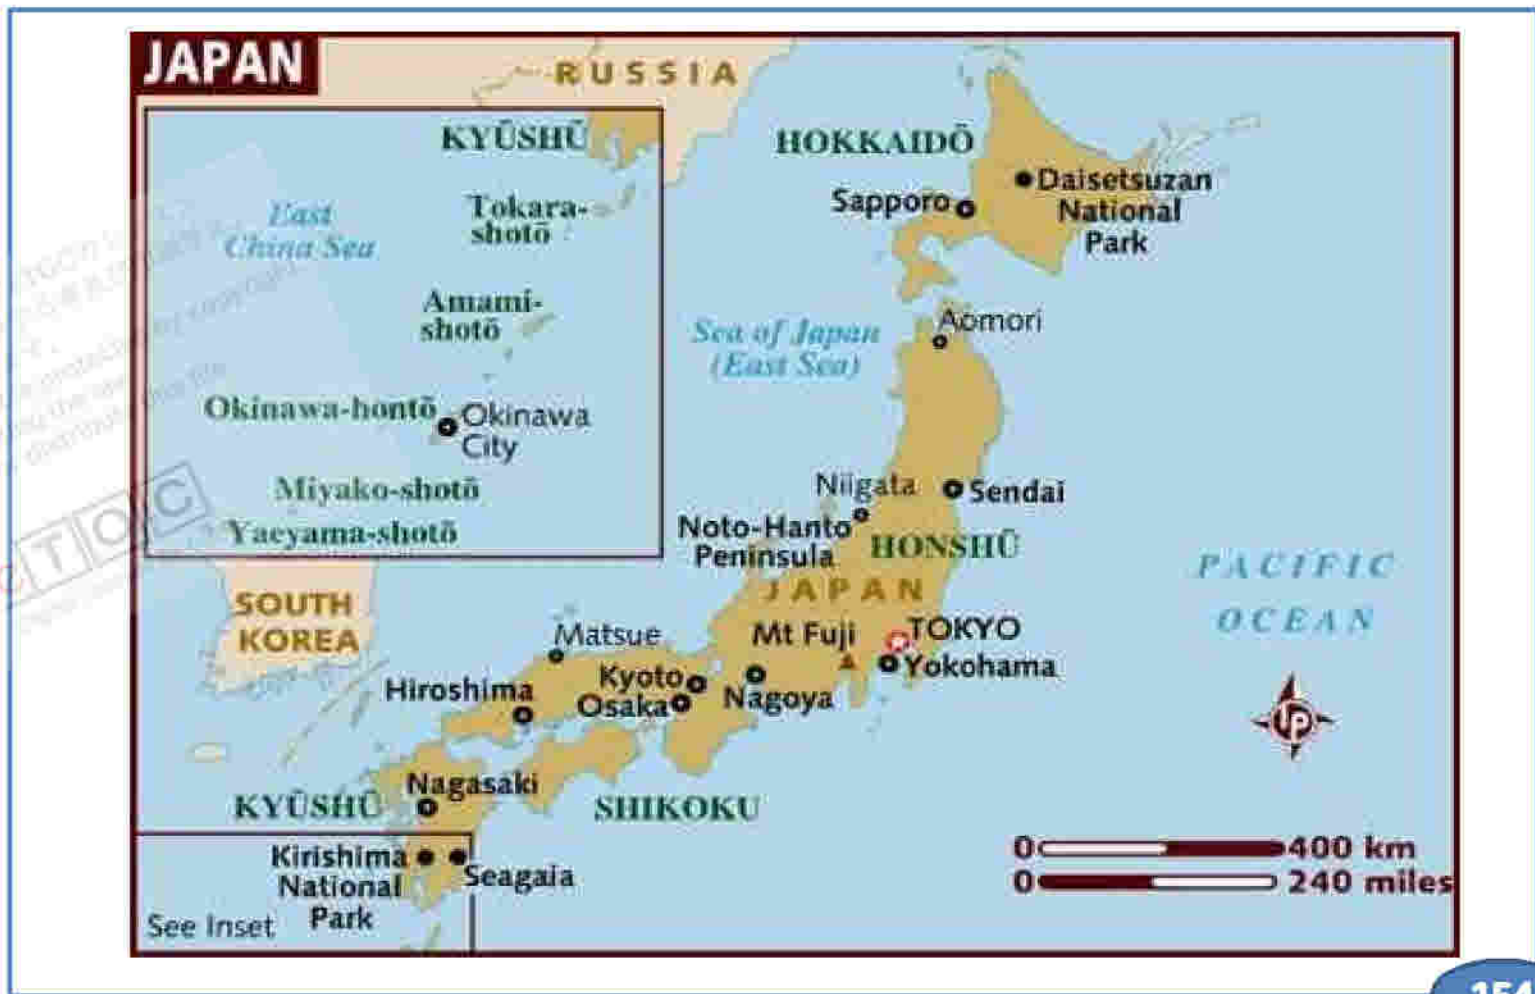 JAPAN
RUSSIA
KYŪSHŪ
HOKKAIDŌ
Daisetsuzan
National
Park
Sapporo
Tokara-
shotō
East
China Sea
Amami-
shotō
Aomori
Sea of Japan
(East Sea)
Okinawa-hontō
Okinawa
City
Miyako-shotō
Yaeyama-shotō
Niigata
Sendai
Noto-Hanto
Peninsula
HONSHŪ
PACIFIC
OCEAN
JAPAN
SOUTH
KOREA
Matsue
Mt Fuji
TOKYO
Yokohama
Kyoto
Osaka
Nagoya
Hiroshima
Nagasaki
KYŪSHŪ
SHIKOKU
Kirishima
National
Park
Seagaia
See Inset
0 400 km
0 240 miles
LP
CTOC